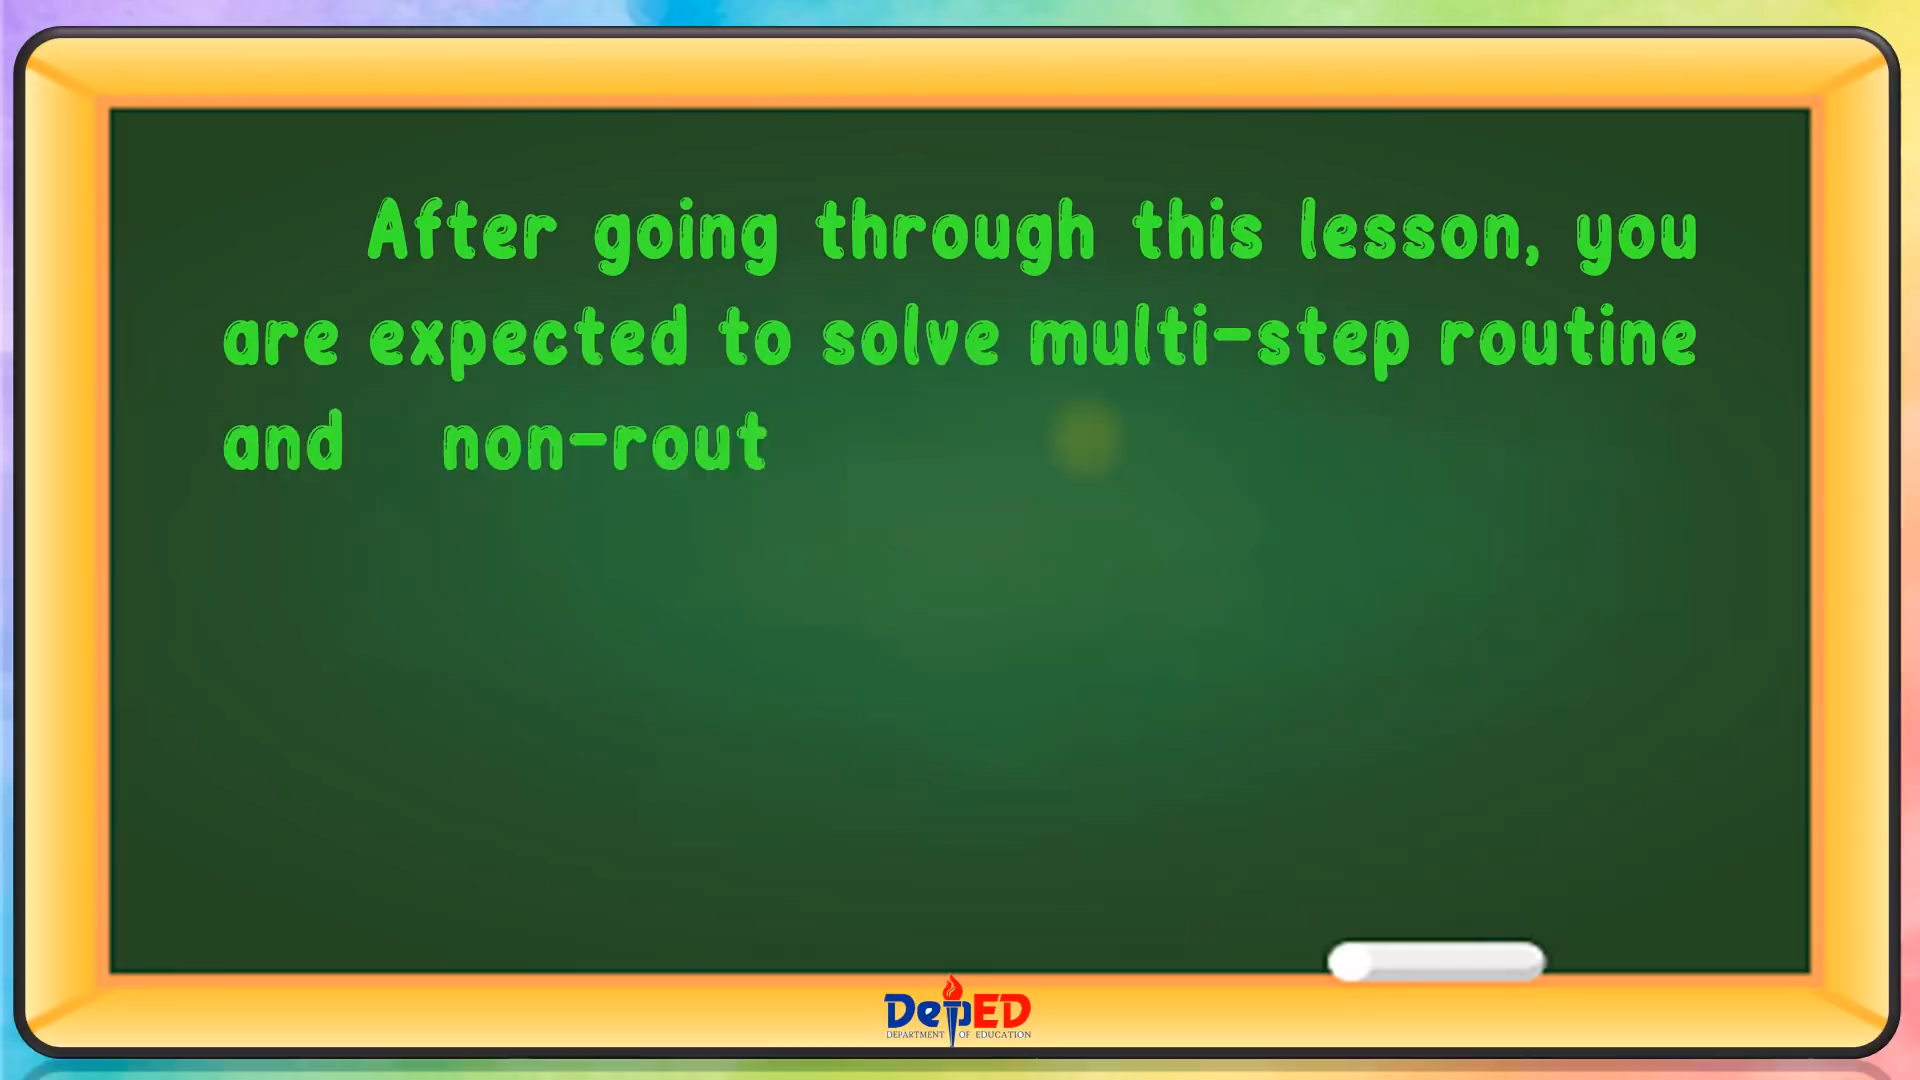 After going through this lesson, you
are expected to solve multi-step routine
and non-rout
DepED
DEPARTMENT OF EDUCATION